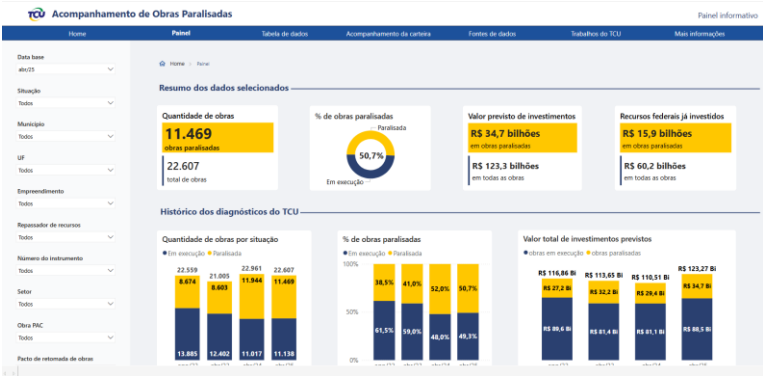 TCU Acompanhamento de Obras Paralisadas
Painel informativo
Home Painel Tabela de dados Acompanhamento da carteira Fontes de dados Trabalhos do TCU Mais informações
Data base
abr/25
Situação
Todos
Município
Todos
UF
Todos
Empreendimento
Todos
Repassador de recursos
Todos
Número do instrumento
Todos
Setor
Todos
Obra PAC
Todos
Pacto de retomada de obras
Home > Painel
Resumo dos dados selecionados
Quantidade de obras
11.469
obras paralisadas
22.607
total de obras
% de obras paralisadas
Paralisada
50,7%
Em execução
Valor previsto de investimentos
R$ 34,7 bilhões
em obras paralisadas
R$ 123,3 bilhões
em todas as obras
Recursos federais já investidos
R$ 15,9 bilhões
em obras paralisadas
R$ 60,2 bilhões
em todas as obras
Histórico dos diagnósticos do TCU
Quantidade de obras por situação
Em execução Paralisada
22.559 21.005 22.961 22.607
8.674 8.603 11.944 11.469
13.885 12.402 11.017 11.138
% de obras paralisadas
Em execução Paralisada
100%
50%
0%
38,5% 41,0% 52,0% 50,7%
61,5% 59,0% 48,0% 49,3%
Valor total de investimentos previstos
obras em execução obras paralisadas
R$ 116,86 Bi R$ 113,65 Bi R$ 110,51 Bi R$ 123,27 Bi
R$ 27,2 Bi R$ 32,2 Bi R$ 29,4 Bi R$ 34,7 Bi
R$ 89,6 Bi R$ 81,4 Bi R$ 81,1 Bi R$ 88,5 Bi